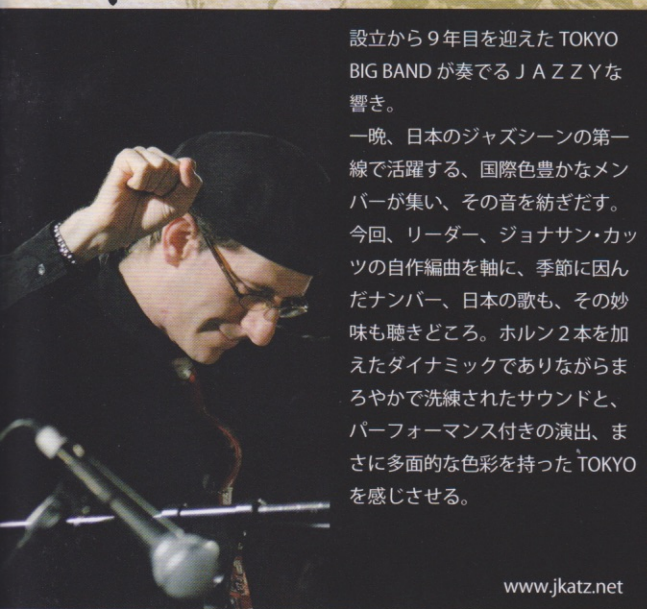 設立から９年目を迎えた TOKYO
BIG BAND が奏でるＪＡＺＺＹな
響き。
一晩、日本のジャズシーンの第一
線で活躍する、国際色豊かなメン
バーが集い、その音を紡ぎだす。
今回、リーダー、ジョナサン・カッ
ツの自作編曲を軸に、季節に因ん
だナンバー、日本の歌も、その妙
味も聴きどころ。ホルン２本を加
えたダイナミックでありながらま
ろやかで洗練されたサウンドと、
パーフォーマンス付きの演出、ま
さに多面的な色彩を持った TOKYO
を感じさせる。
www.jkatz.net